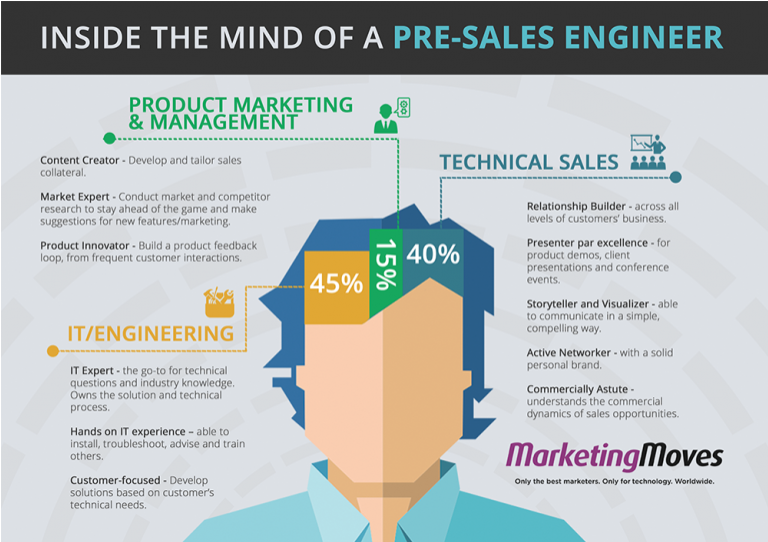 INSIDE THE MIND OF A PRE-SALES ENGINEER
PRODUCT MARKETING
& MANAGEMENT
Content Creator - Develop and tailor sales
collateral.
Market Expert - Conduct market and competitor
research to stay ahead of the game and make
suggestions for new features/marketing.
Product Innovator - Build a product feedback
loop, from frequent customer interactions.
TECHNICAL SALES
Relationship Builder - across all
levels of customers' business.
Presenter par excellence - for
product demos, client
presentations and conference
events.
Storyteller and Visualizer - able
to communicate in a simple,
compelling way.
Active Networker - with a solid
personal brand.
Commercially Astute -
understands the commercial
dynamics of sales opportunities.
45%
15%
40%
IT/ENGINEERING
IT Expert - the go-to for technical
questions and industry knowledge.
Owns the solution and technical
process.
Hands on IT experience – able to
install, troubleshoot, advise and train
others.
Customer-focused - Develop
solutions based on customer's
technical needs.
MarketingMoves
Only the best marketers. Only for technology. Worldwide.